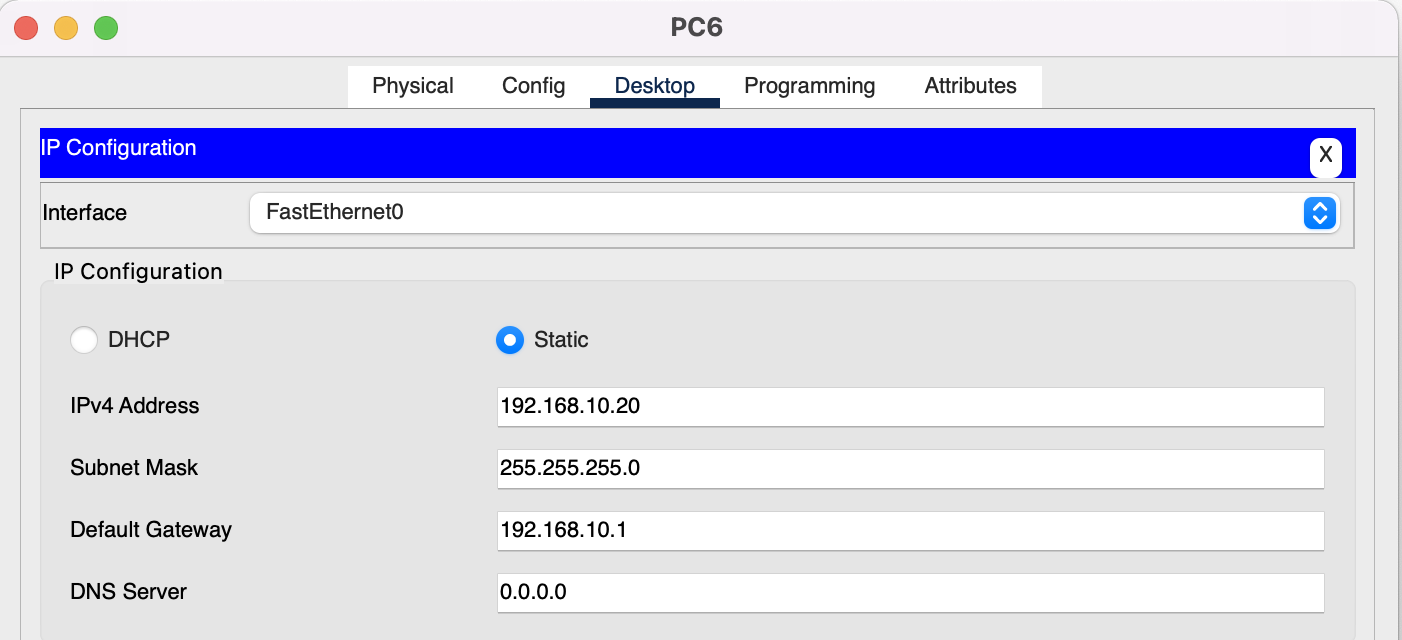 PC6
Physical Config Desktop Programming Attributes
IP Configuration X
Interface FastEthernet0
IP Configuration
DHCP Static
IPv4 Address 192.168.10.20
Subnet Mask 255.255.255.0
Default Gateway 192.168.10.1
DNS Server 0.0.0.0